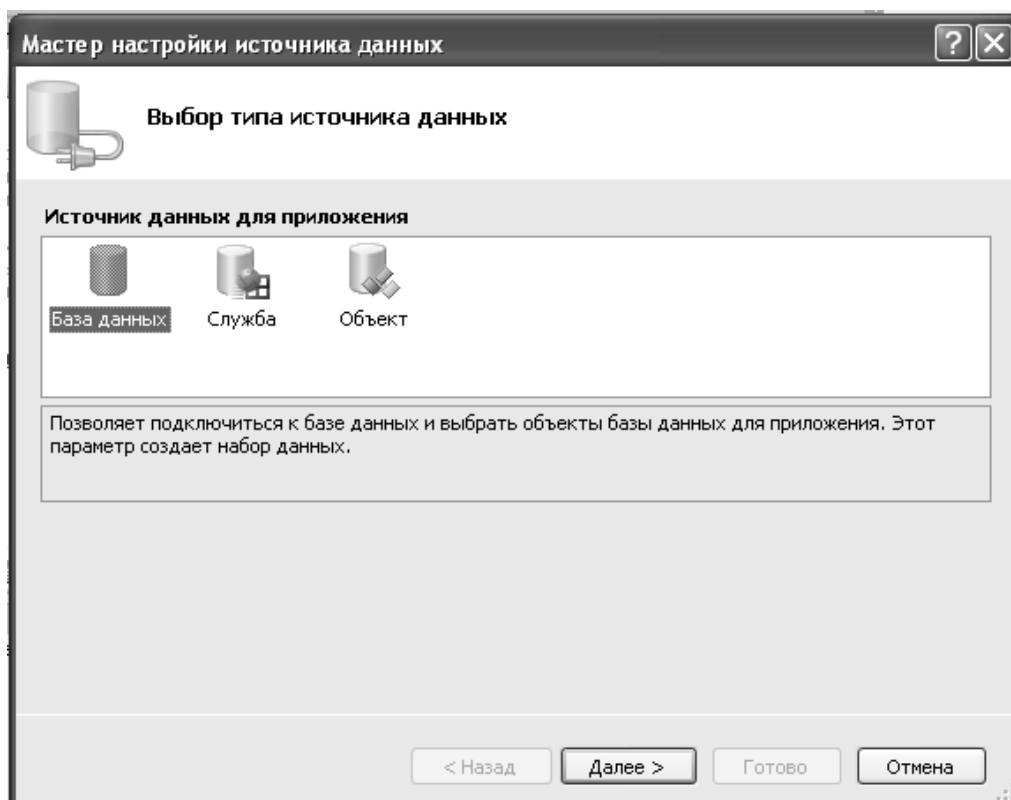 Мастер настройки источника данных
Выбор типа источника данных
Источник данных для приложения
База данных Служба Объект
Позволяет подключиться к базе данных и выбрать объекты базы данных для приложения. Этот
параметр создает набор данных.
< Назад Далее > Готово Отмена